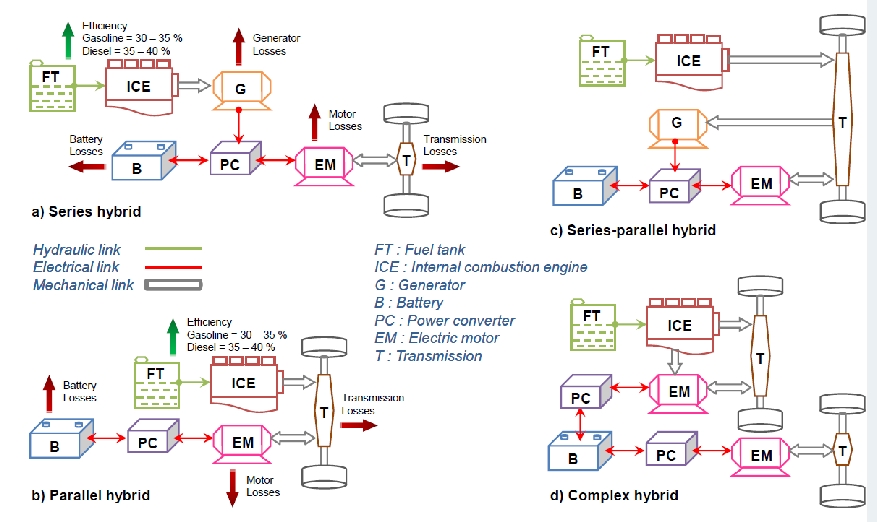 Efficiency
Gasoline = 30 – 35 %
Diesel = 35 – 40 %
Generator
Losses
FT
ICE
G
Motor
Losses
Battery
Losses
Transmission
Losses
B
PC
EM
T
a) Series hybrid
FT
ICE
G
T
B
PC
EM
c) Series-parallel hybrid
Hydraulic link
Electrical link
Mechanical link
FT : Fuel tank
ICE : Internal combustion engine
G : Generator
B : Battery
PC : Power converter
EM : Electric motor
T : Transmission
Efficiency
Gasoline = 30 – 35 %
Diesel = 35 – 40 %
Battery
Losses
FT
ICE
T
Transmission
Losses
B
PC
EM
Motor
Losses
b) Parallel hybrid
FT
ICE
T
PC
EM
B
PC
EM
T
d) Complex hybrid